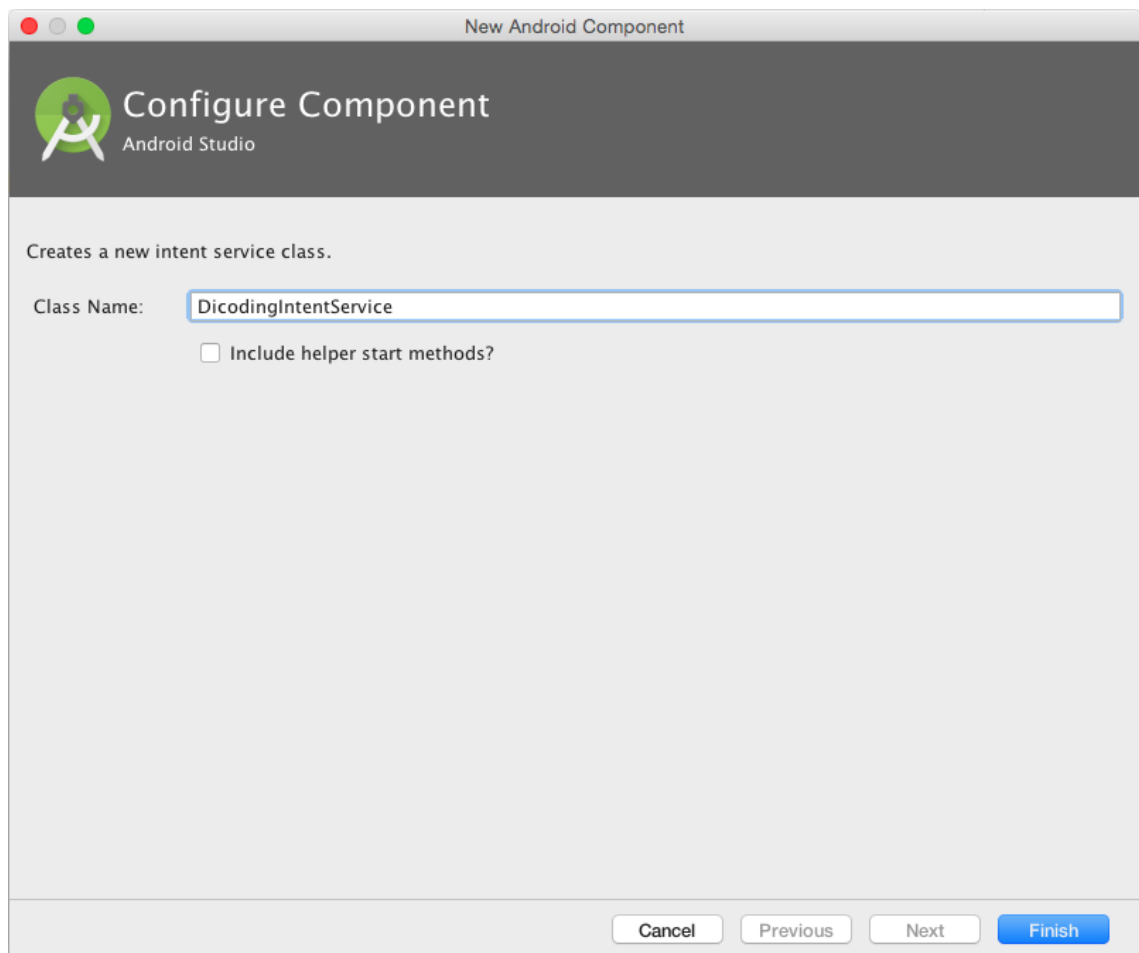 New Android Component
Configure Component
Android Studio
Creates a new intent service class.
Class Name: DicodingIntentService
Include helper start methods?
Cancel Previous Next Finish